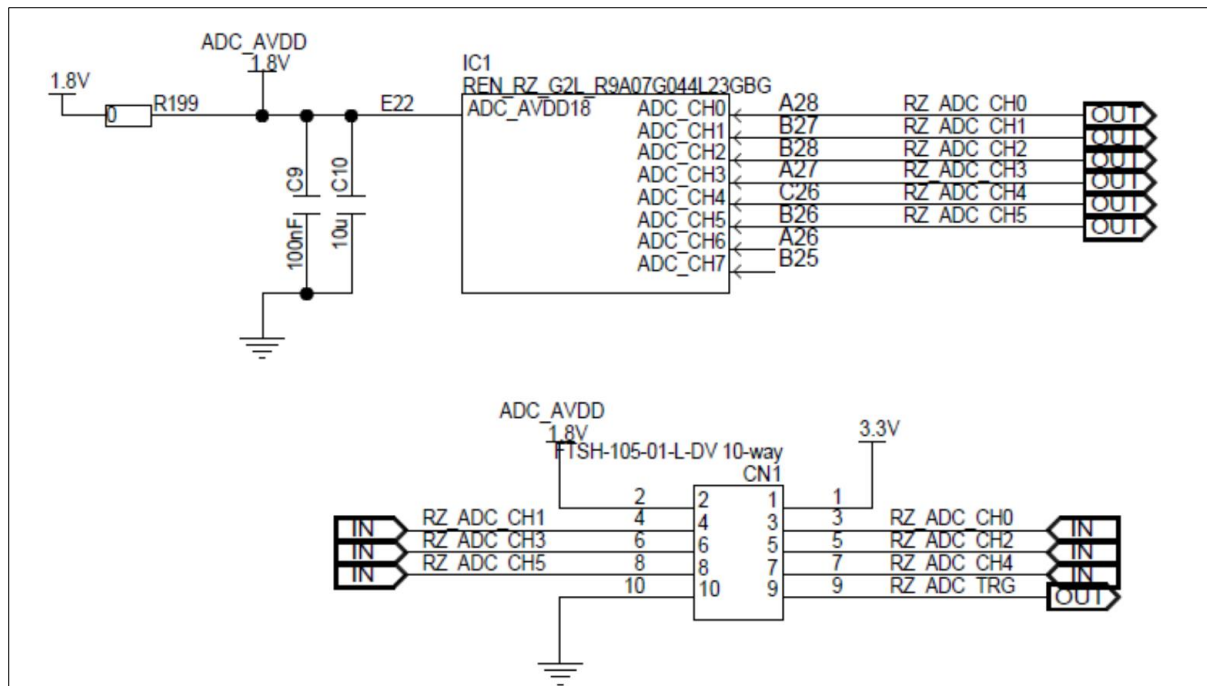 ADC_AVDD
1.8V
1.8V
0 R199
E22
C9
100nF
C10
10u
IC1
REN_RZ_G2L_R9A07G044L23GBG
ADC_AVDD18
ADC_CH0 A28 RZ_ADC_CH0 OUT
ADC_CH1 B27 RZ_ADC_CH1 OUT
ADC_CH2 B28 RZ_ADC_CH2 OUT
ADC_CH3 A27 RZ_ADC_CH3 OUT
ADC_CH4 C26 RZ_ADC_CH4 OUT
ADC_CH5 B26 RZ_ADC_CH5 OUT
ADC_CH6 A26
ADC_CH7 B25
ADC_AVDD
1.8V
3.3V
FTSH-105-01-L-DV 10-way
CN1
2 2 1 1
IN RZ_ADC_CH1 4 4 3 3 RZ_ADC_CH0 IN
IN RZ_ADC_CH3 6 6 5 5 RZ_ADC_CH2 IN
IN RZ_ADC_CH5 8 8 7 7 RZ_ADC_CH4 IN
10 10 9 9 RZ_ADC_TRG OUT